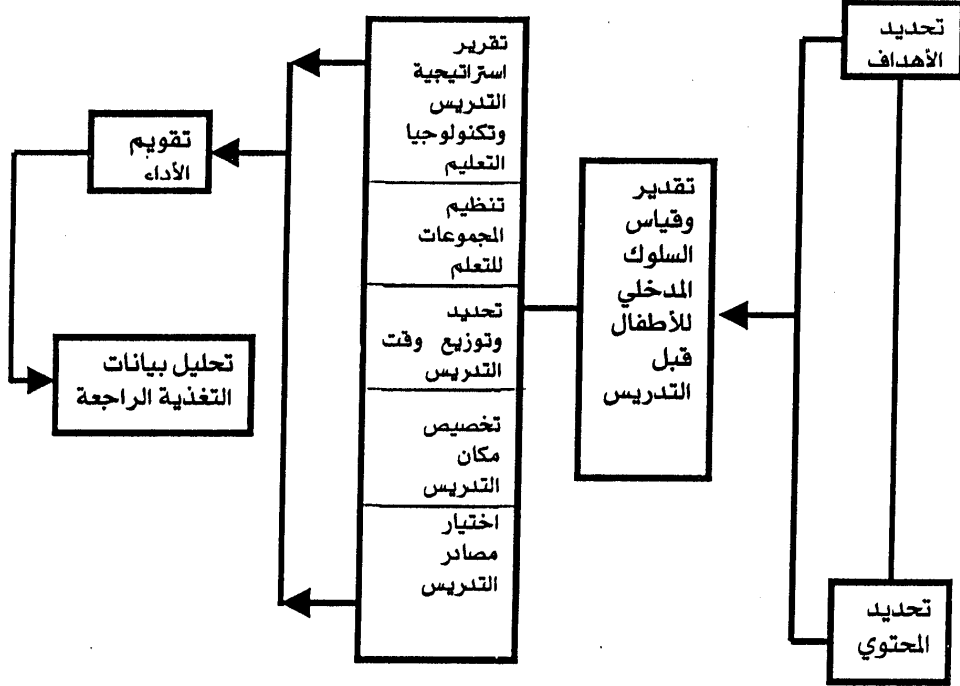 تحديد
الأهداف
تحديد
المحتوي
تقدير
وقياس
السلوك
المدخلي
للأطفال
قبل
التدريس
تقرير
استراتيجية
التدريس
وتكنولوجيا
التعليم
تنظيم
المجموعات
للتعلم
تحديد
وتوزيع وقت
التدريس
تخصيص
مكان
التدريس
اختيار
مصادر
التدريس
تقويم
الأداء
تحليل بيانات
التغذية الراجعة